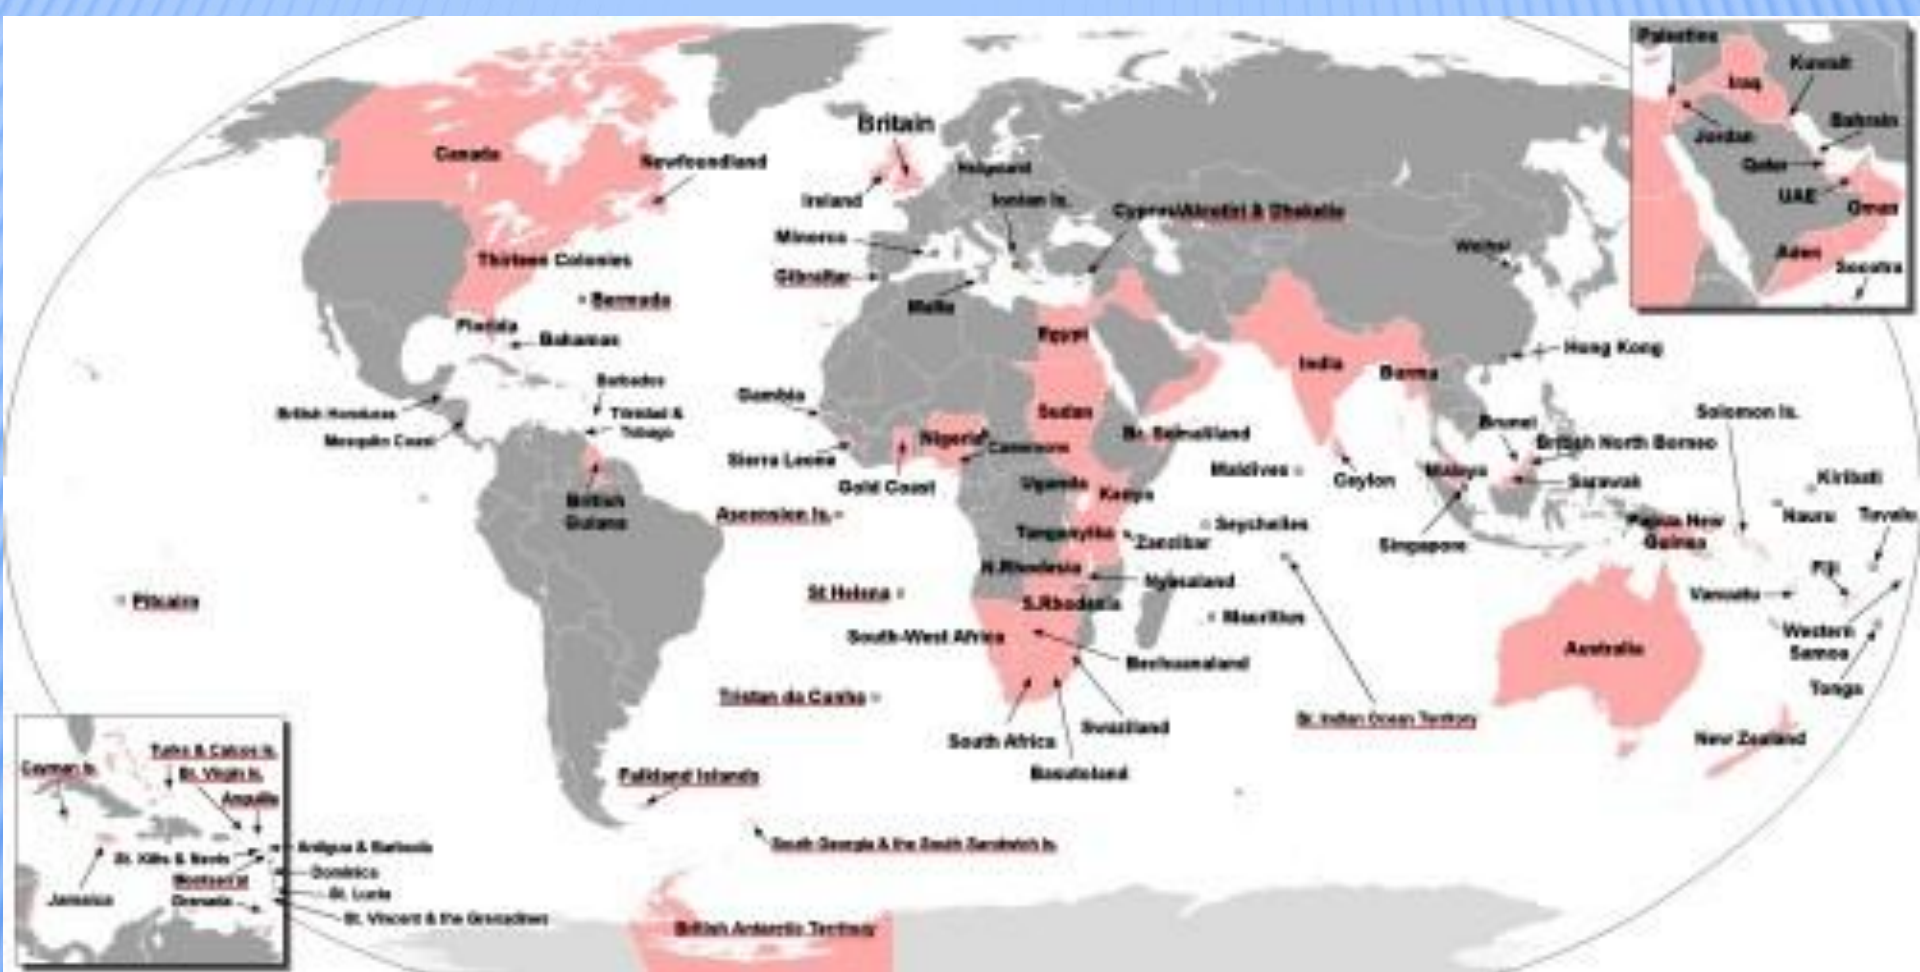 Canada
Newfoundland
Thirteen Colonies
Bermuda
Florida
Bahamas
British Honduras
Mosquito Coast
Barbados
Trinidad &
Tobago
British
Guiana
Pitcairn
Britain
Ireland
Heligoland
Ionian Is.
Minorca
Gibraltar
Malta
Cyprus/Akrotiri & Dhekelia
Weihai
Hong Kong
Egypt
Sudan
Gambia
Sierra Leone
Nigeria
Cameroons
Gold Coast
Br. Somaliland
Uganda
Kenya
Tanganyika
Zanzibar
N.Rhodesia
Nyasaland
S.Rhodesia
South-West Africa
Bechuanaland
South Africa
Swaziland
Basutoland
Ascension Is.
St Helena
Tristan da Cunha
Falkland Islands
South Georgia & the South Sandwich Is.
British Antarctic Territory
India
Burma
Ceylon
Maldives
Seychelles
Mauritius
Br. Indian Ocean Territory
Brunei
British North Borneo
Malaya
Sarawak
Singapore
Papua New
Guinea
Solomon Is.
Kiribati
Nauru
Tuvalu
Fiji
Vanuatu
Western
Samoa
Tonga
Australia
New Zealand
Palestine
Iraq
Kuwait
Jordan
Bahrain
Qatar
UAE
Oman
Aden
Socotra
Cayman Is.
Turks & Caicos Is.
Br. Virgin Is.
Anguilla
St. Kitts & Nevis
Antigua & Barbuda
Montserrat
Dominica
Jamaica
Grenada
St. Lucia
St. Vincent & the Grenadines